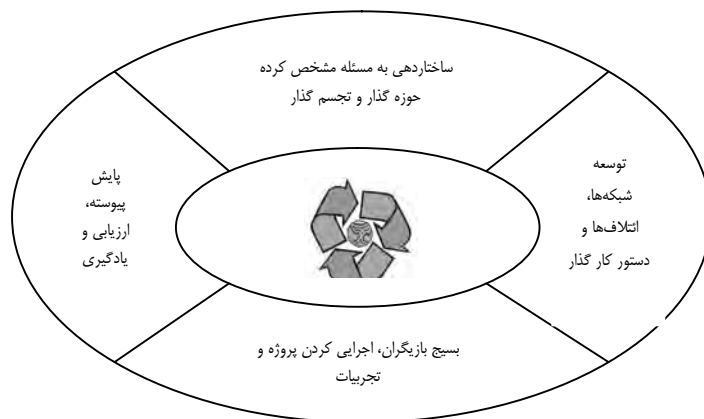 ساختاردهی به مسئله مشخص کرده
حوزه گذار و تجسم گذار
توسعه
شبکه‌ها،
ائتلاف‌ها و
دستور کار گذار
بسیج بازیگران، اجرایی کردن پروژه و
تجربیات
پایش
پیوسته،
ارزیابی و
یادگیری